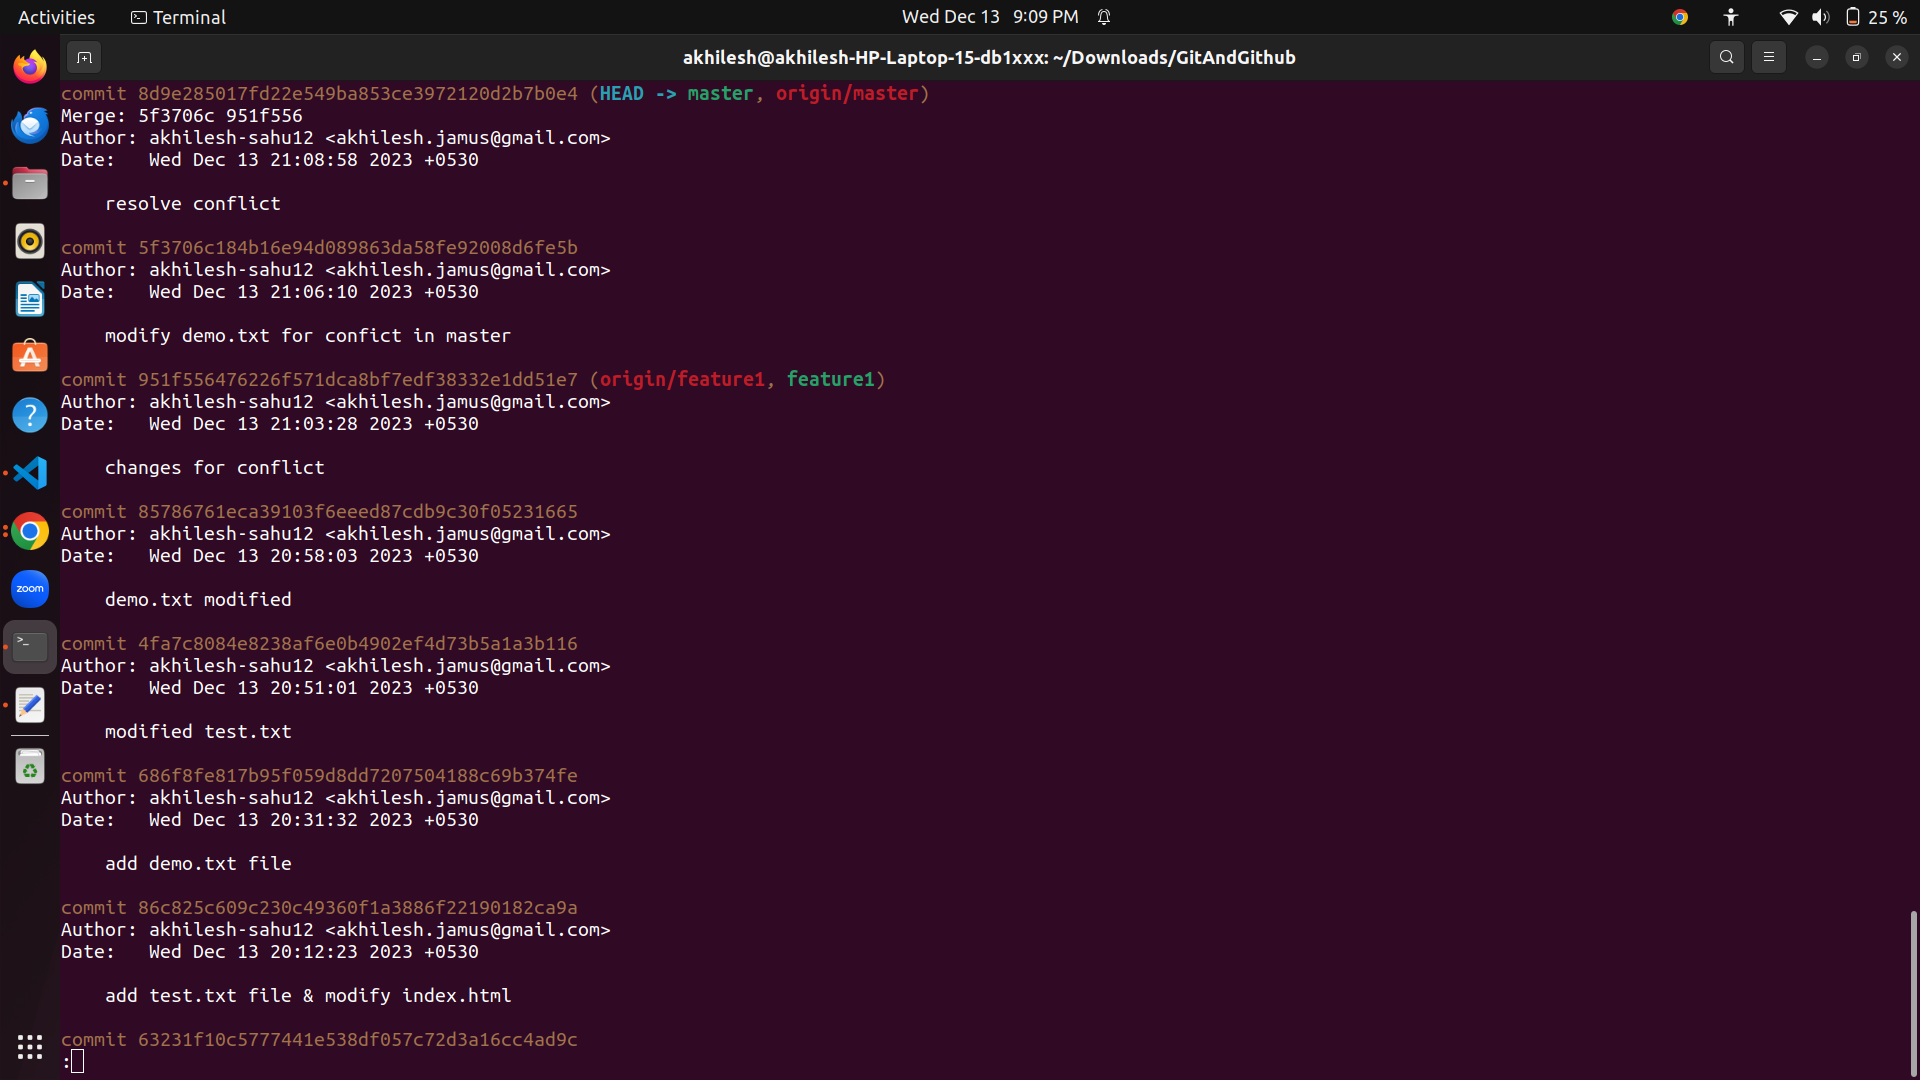 Activities
Terminal
Wed Dec 13 9:09 PM
25 %
akhilesh@akhilesh-HP-Laptop-15-db1xxx: ~/Downloads/GitAndGithub
commit 8d9e285017fd22e549ba853ce3972120d2b7b0e4 (HEAD -> master, origin/master)
Merge: 5f3706c 951f556
Author: akhilesh-sahu12 <akhilesh.jamus@gmail.com>
Date:   Wed Dec 13 21:08:58 2023 +0530
resolve conflict
commit 5f3706c184b16e94d089863da58fe92008d6fe5b
Author: akhilesh-sahu12 <akhilesh.jamus@gmail.com>
Date:   Wed Dec 13 21:06:10 2023 +0530
modify demo.txt for confict in master
commit 951f556476226f571dca8bf7edf38332e1dd51e7 (origin/feature1, feature1)
Author: akhilesh-sahu12 <akhilesh.jamus@gmail.com>
Date:   Wed Dec 13 21:03:28 2023 +0530
changes for conflict
commit 85786761eca39103f6eeed87cdb9c30f05231665
Author: akhilesh-sahu12 <akhilesh.jamus@gmail.com>
Date:   Wed Dec 13 20:58:03 2023 +0530
demo.txt modified
zoom
commit 4fa7c8084e8238af6e0b4902ef4d73b5a1a3b116
Author: akhilesh-sahu12 <akhilesh.jamus@gmail.com>
Date:   Wed Dec 13 20:51:01 2023 +0530
modified test.txt
commit 686f8fe817b95f059d8dd7207504188c69b374fe
Author: akhilesh-sahu12 <akhilesh.jamus@gmail.com>
Date:   Wed Dec 13 20:31:32 2023 +0530
add demo.txt file
commit 86c825c609c230c49360f1a3886f22190182ca9a
Author: akhilesh-sahu12 <akhilesh.jamus@gmail.com>
Date:   Wed Dec 13 20:12:23 2023 +0530
add test.txt file & modify index.html
commit 63231f10c5777441e538df057c72d3a16cc4ad9c
: